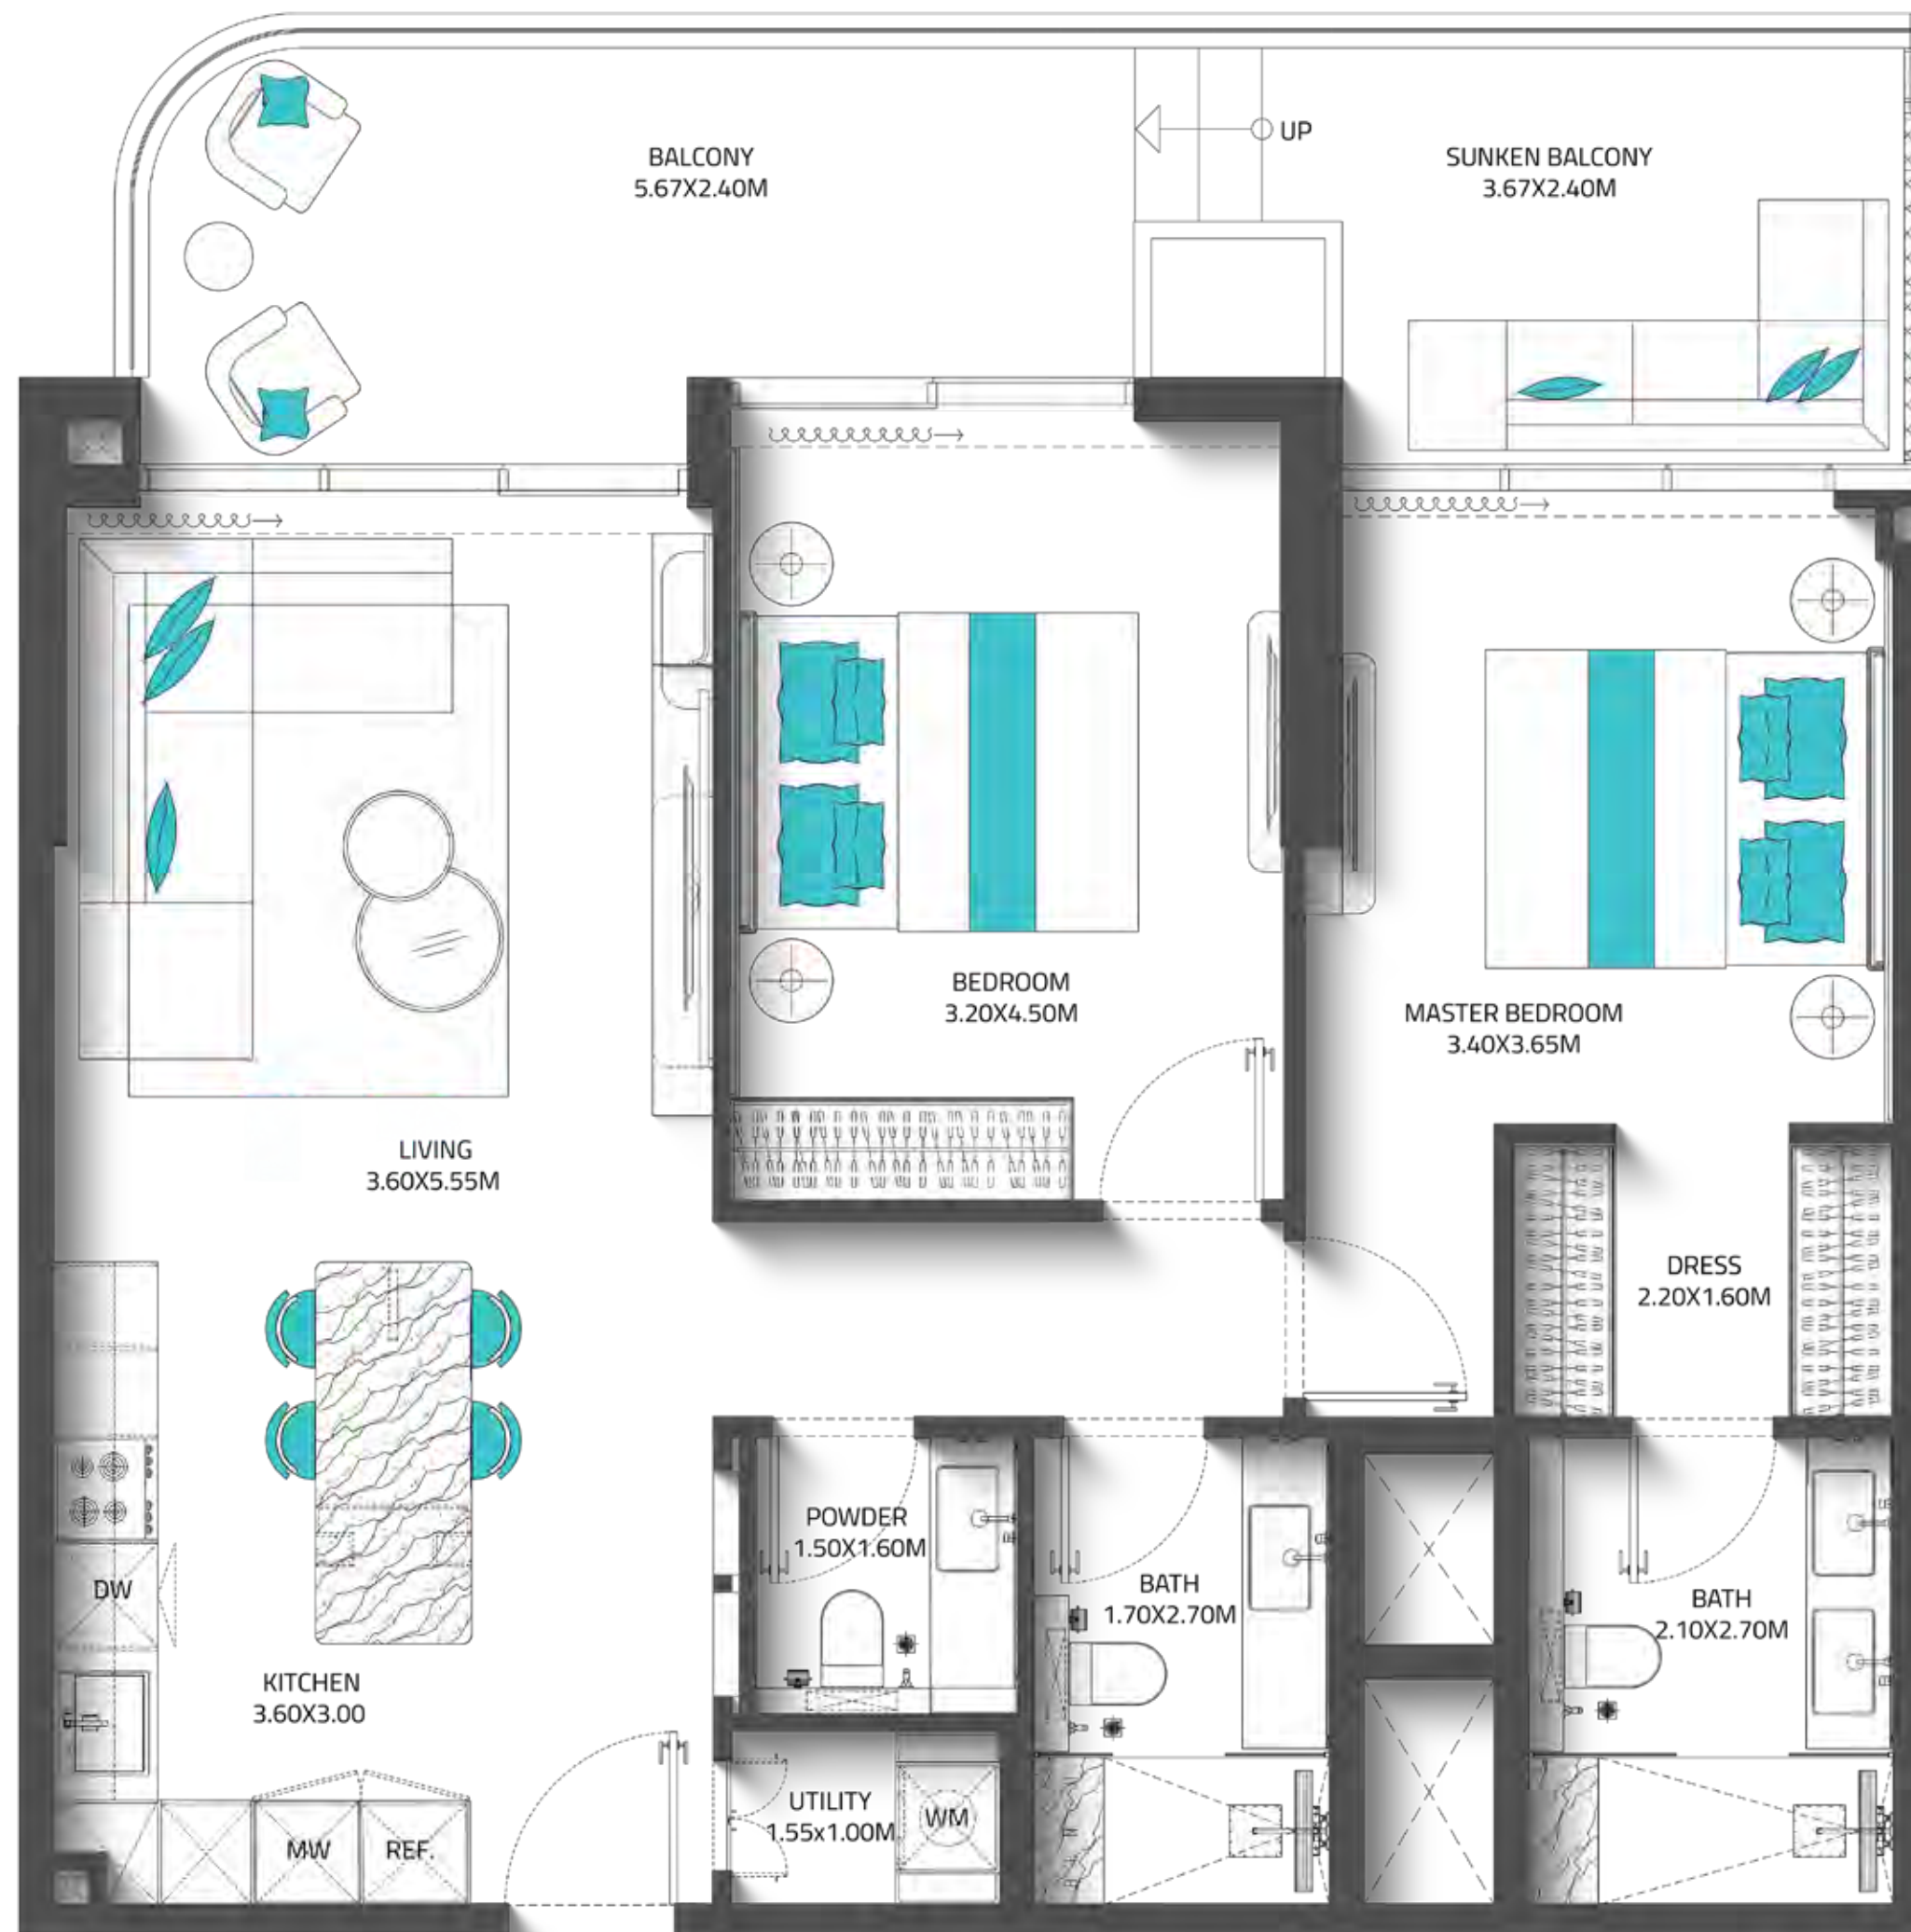 UP
BALCONY
5.67X2.40M
SUNKEN BALCONY
3.67X2.40M
BEDROOM
3.20X4.50M
MASTER BEDROOM
3.40X3.65M
LIVING
3.60X5.55M
DRESS
2.20X1.60M
POWDER
1.50X1.60M
BATH
1.70X2.70M
BATH
2.10X2.70M
DW
KITCHEN
3.60X3.00
UTILITY
1.55x1.00M
WM
MW
REF.